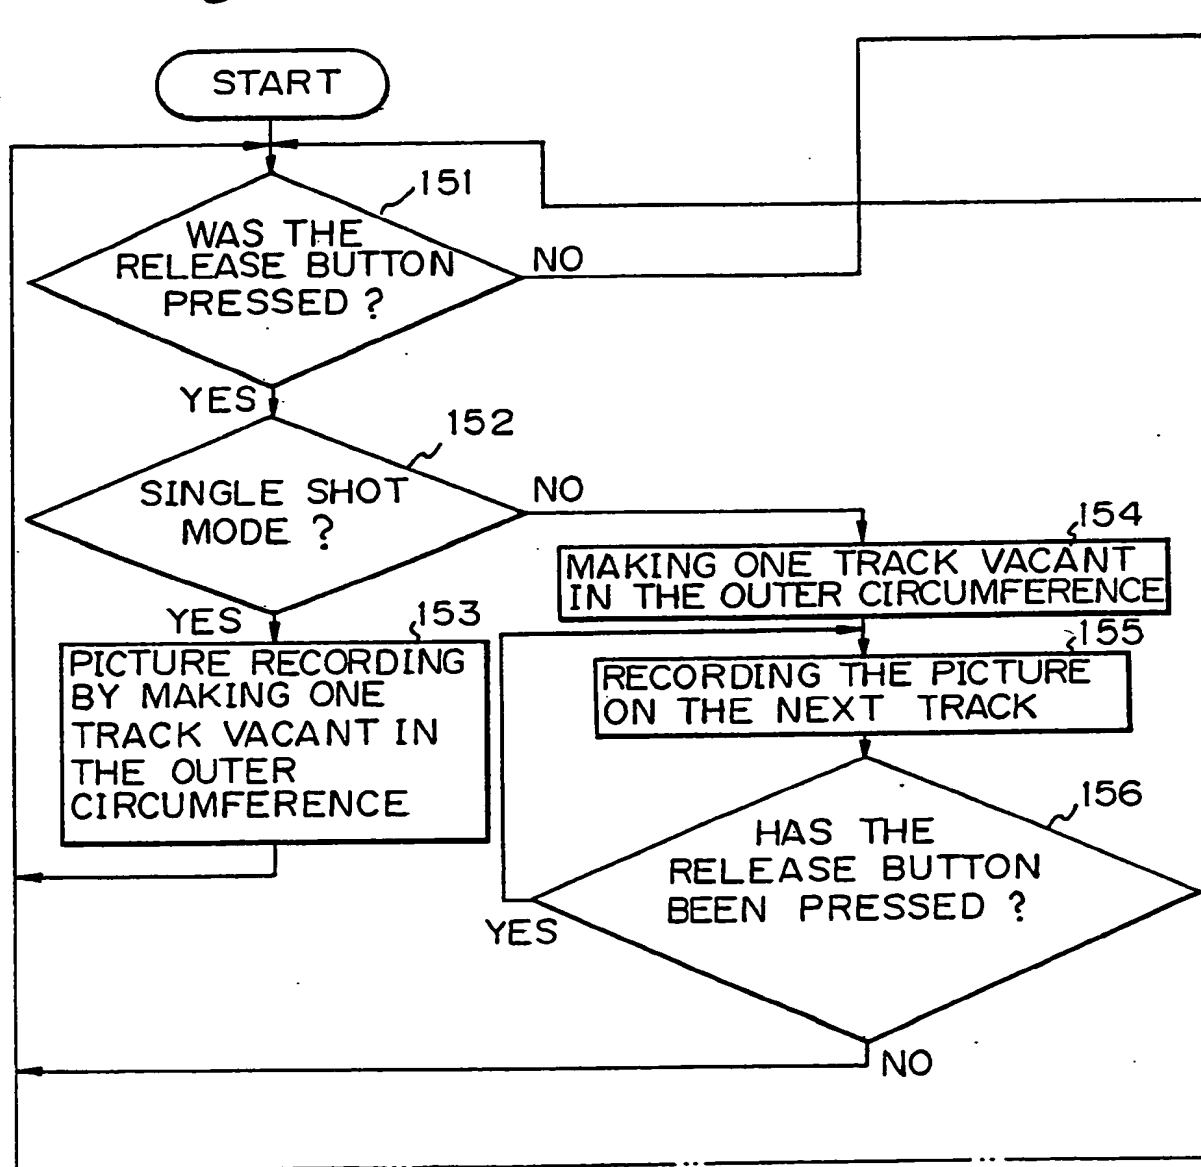 START
151
WAS THE
RELEASE BUTTON
PRESSED ?
NO
YES
152
SINGLE SHOT
MODE ?
NO
YES
153
PICTURE RECORDING
BY MAKING ONE
TRACK VACANT IN
THE OUTER
CIRCUMFERENCE
154
MAKING ONE TRACK VACANT
IN THE OUTER CIRCUMFERENCE
155
RECORDING THE PICTURE
ON THE NEXT TRACK
156
HAS THE
RELEASE BUTTON
BEEN PRESSED ?
YES
NO